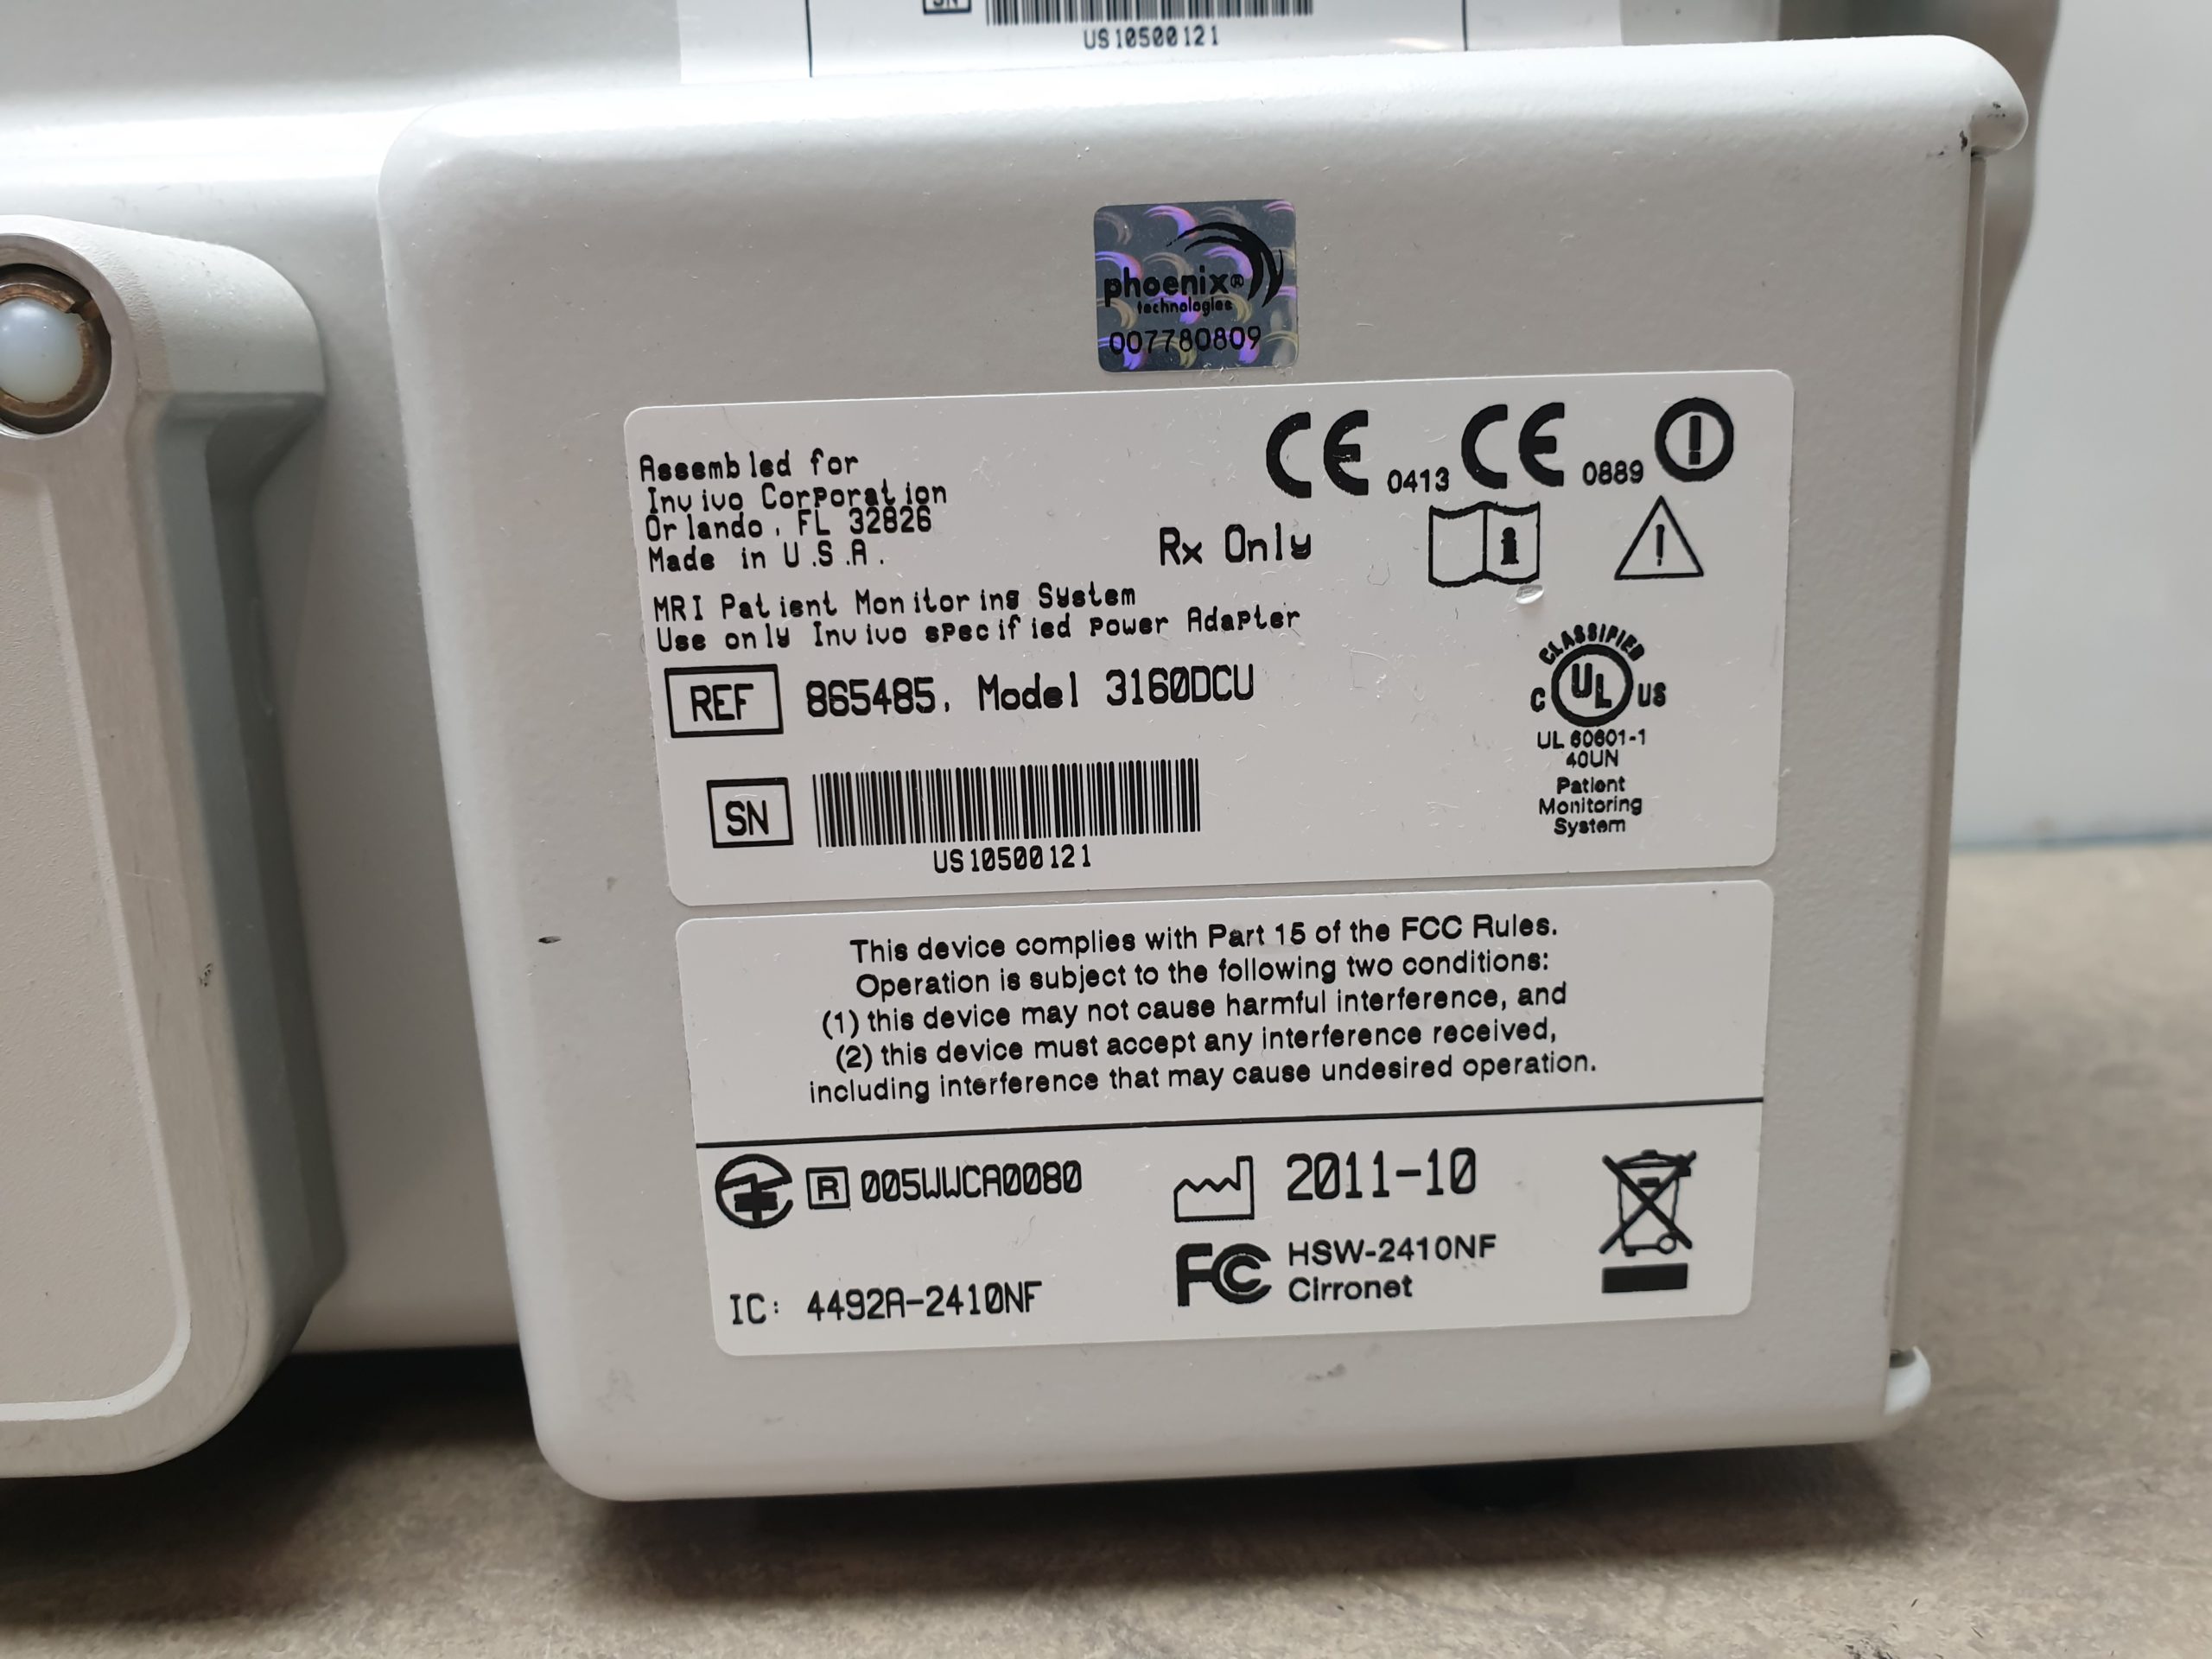 SN
US10500121
phoenix®
technologies
007780809
Assembled for
Invivo Corporation
Orlando, FL 32826
Made in U.S.A.
CE 0413 CE 0889
Rx Only
MRI Patient Monitoring System
Use only Invivo specified Power Adapter
REF 865485, Model 3160DCU
CLASSIFIED
C UL US
UL 60601-1
40UN
Patient
Monitoring
System
SN
US10500121
This device complies with Part 15 of the FCC Rules.
Operation is subject to the following two conditions:
(1) this device may not cause harmful interference, and
(2) this device must accept any interference received,
including interference that may cause undesired operation.
R 005WWCA0080
2011-10
FC HSW-2410NF
Cirronet
IC: 4492A-2410NF